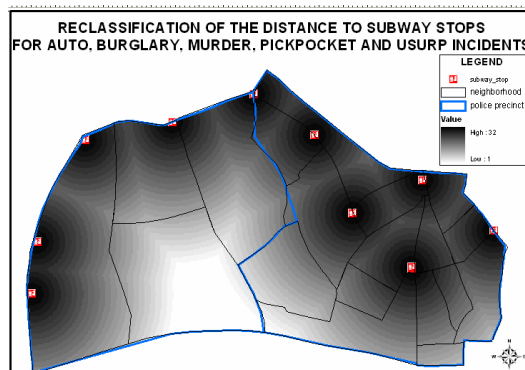 RECLASSIFICATION OF THE DISTANCE TO SUBWAY STOPS
FOR AUTO, BURGLARY, MURDER, PICKPOCKET AND USURP INCIDENTS
LEGEND
subway_stop
neighborhood
police precinct
Value
High : 32
Low : 1
N
W
E
S